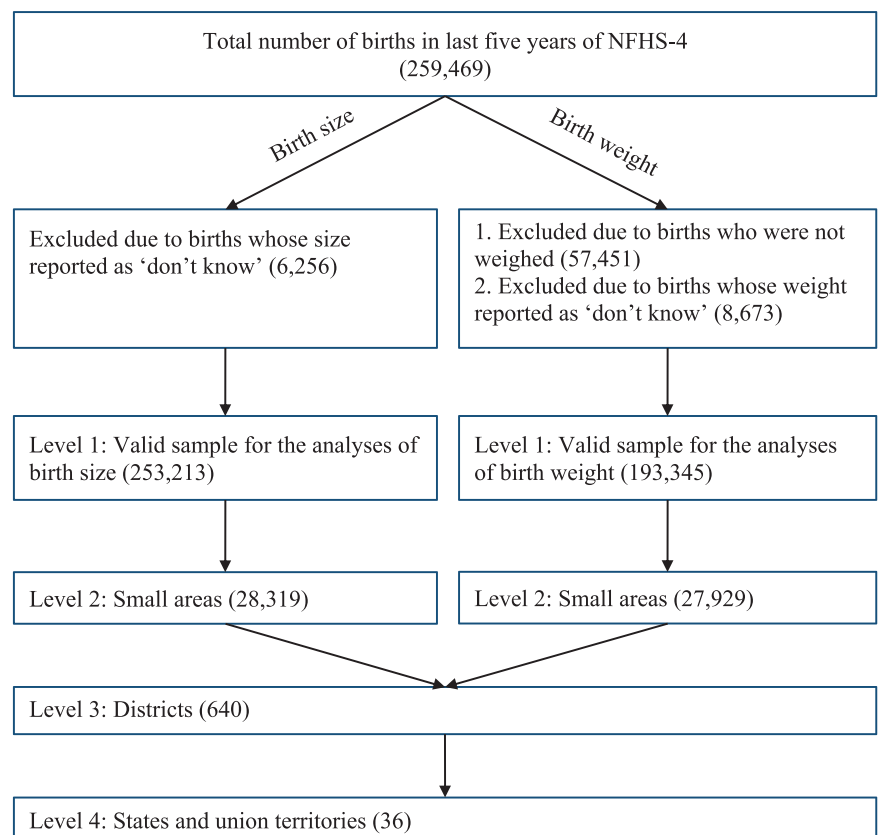 Total number of births in last five years of NFHS-4
(259,469)
Birth size
Birth weight
Excluded due to births whose size
reported as ‘don’t know’ (6,256)
1. Excluded due to births who were not
weighed (57,451)
2. Excluded due to births whose weight
reported as ‘don’t know’ (8,673)
Level 1: Valid sample for the analyses of
birth size (253,213)
Level 1: Valid sample for the analyses
of birth weight (193,345)
Level 2: Small areas (28,319)
Level 2: Small areas (27,929)
Level 3: Districts (640)
Level 4: States and union territories (36)